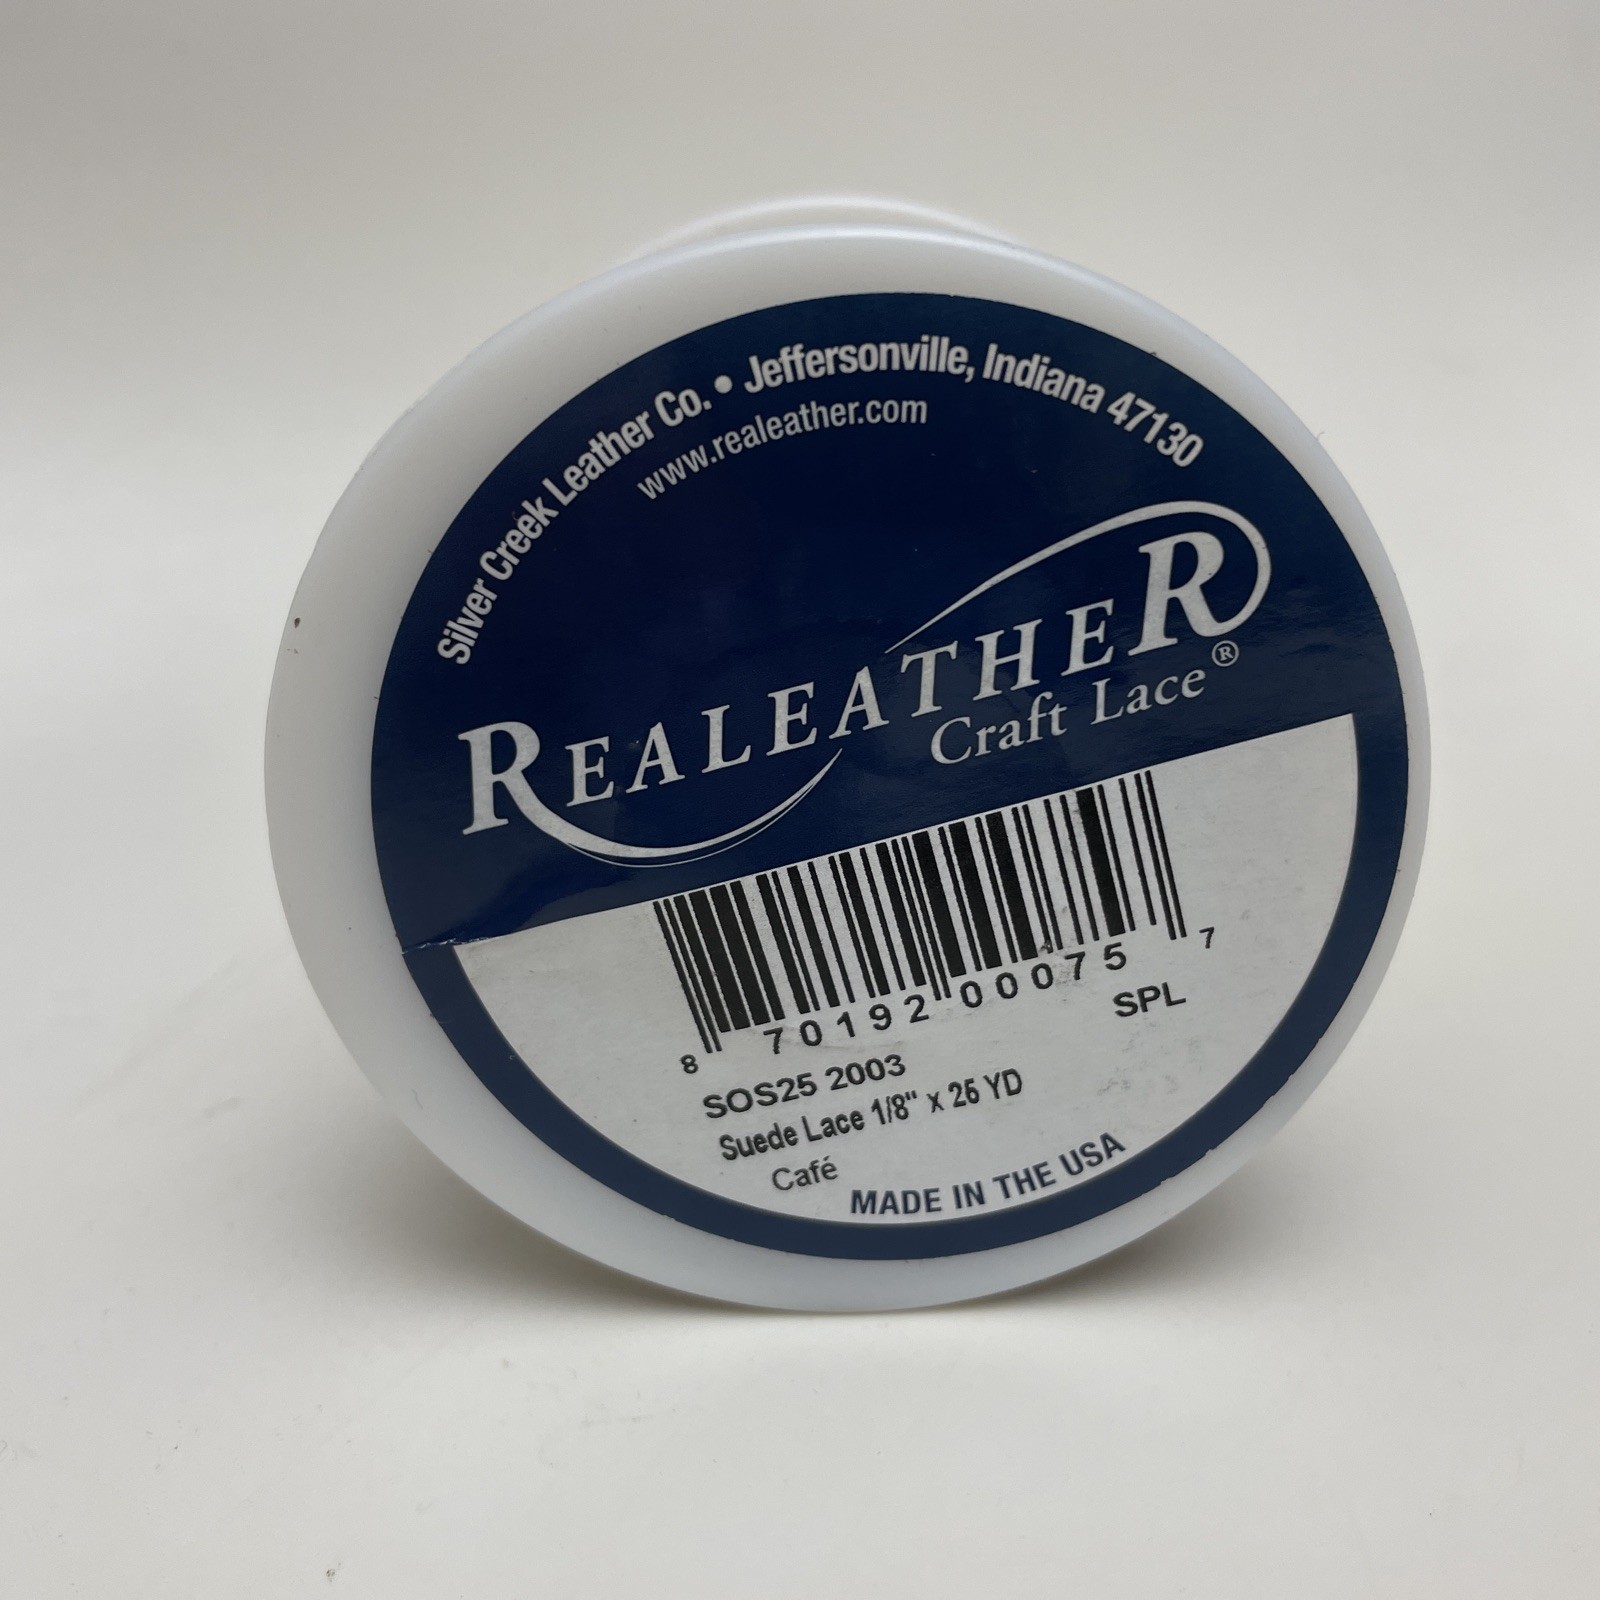 Silver Creek Leather Co. • Jeffersonville, Indiana 47130
www.realeather.com
REALEATHER
Craft Lace®
8 70192 00075 7
SPL
SOS25 2003
Suede Lace 1/8" x 25 YD
Café
MADE IN THE USA